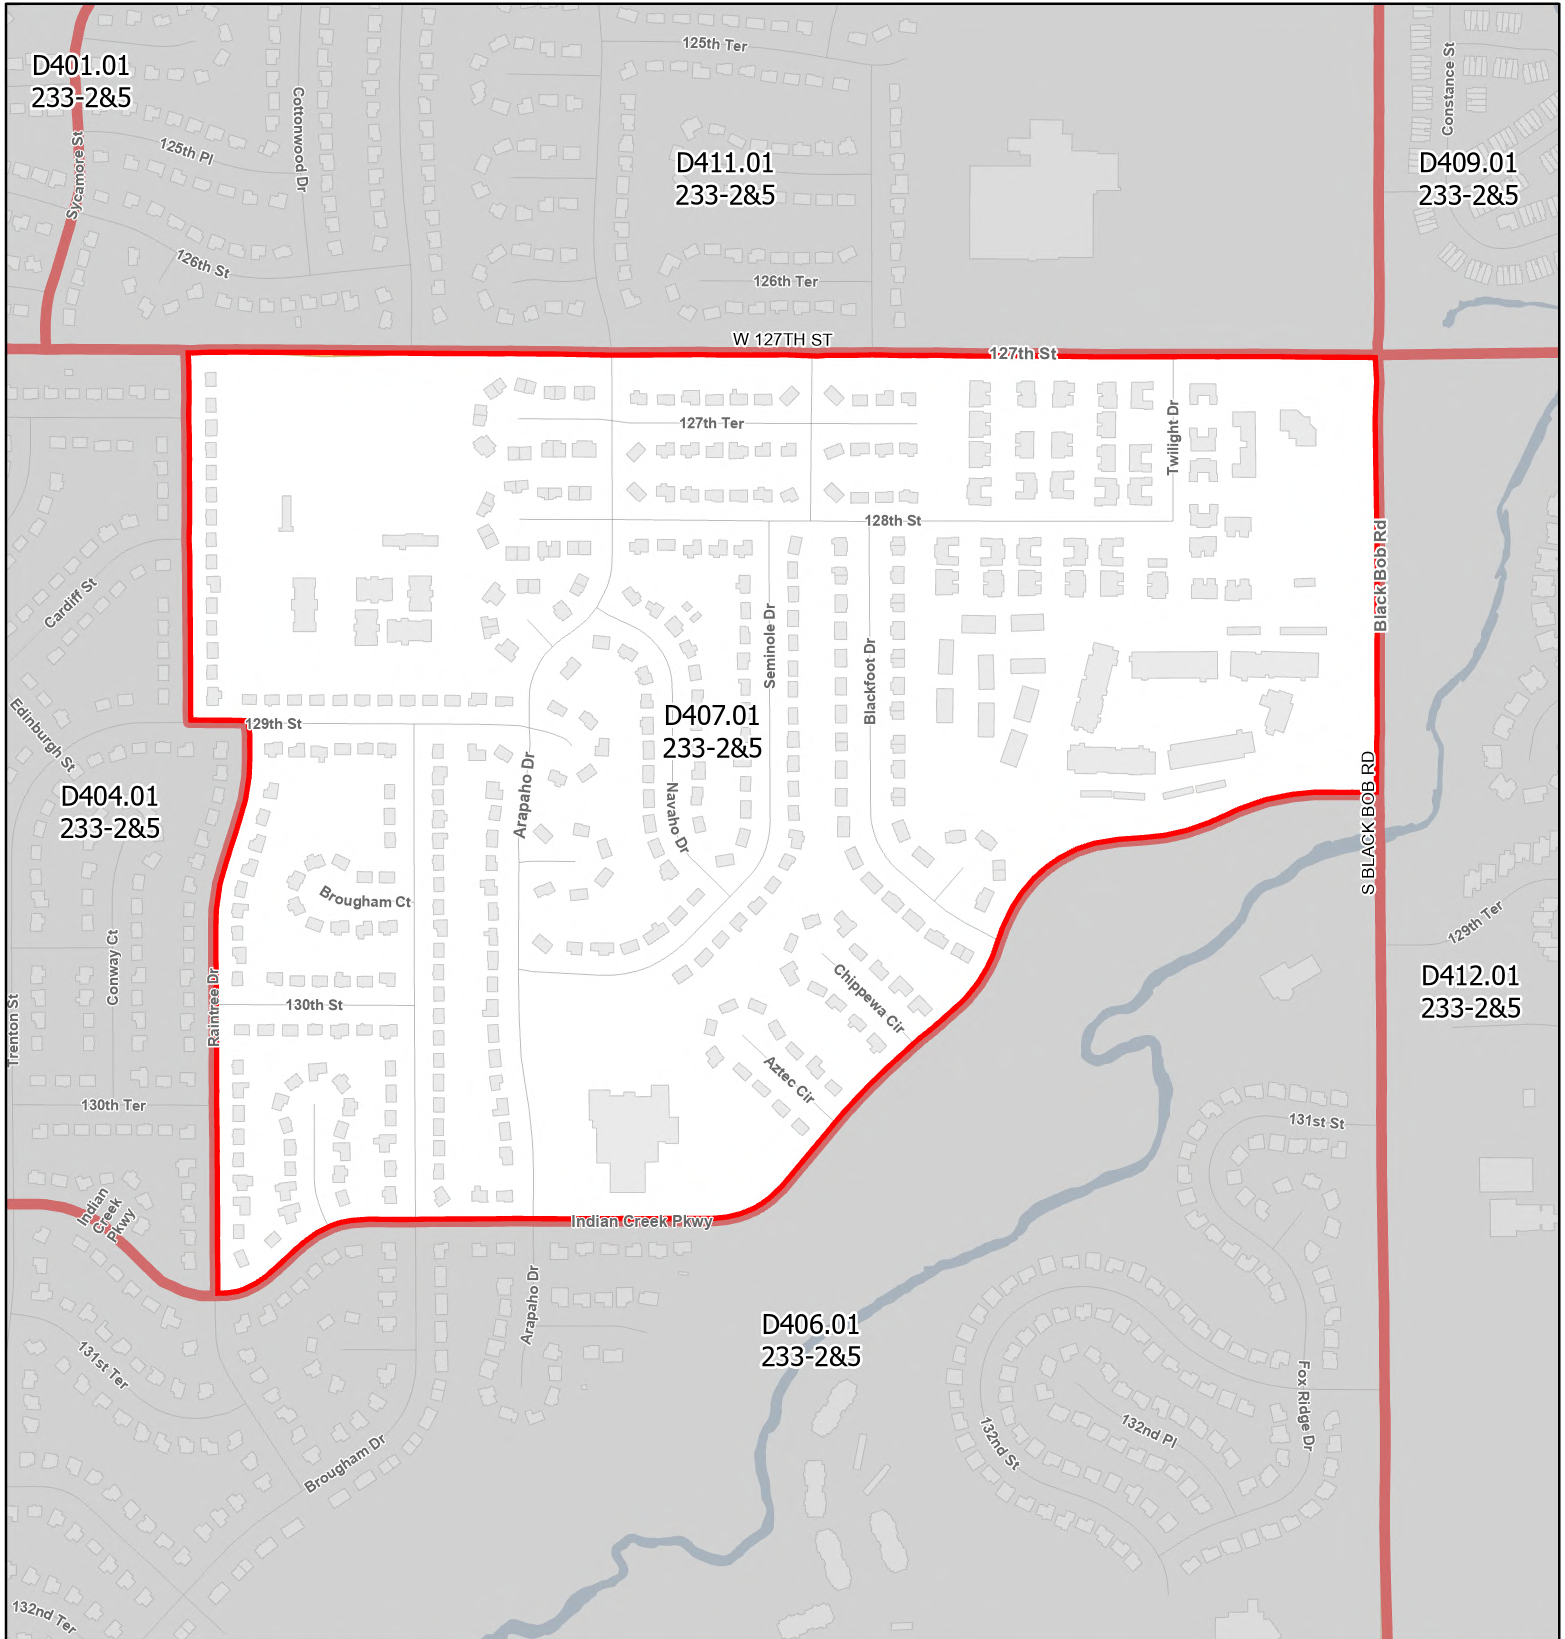 125th Ter
D401.01
233-2&5
Constance St
Cottonwood Dr
125th Pl
Sycamore St
D411.01
233-2&5
D409.01
233-2&5
126th St
126th Ter
W 127TH ST
127th St
127th Ter
Twilight Dr
128th St
Black Bob Rd
Cardiff St
Seminole Dr
Blackfoot Dr
Edinburgh St
129th St
D407.01
233-2&5
Arapaho Dr
Navaho Dr
D404.01
233-2&5
S BLACK BOB RD
Brougham Ct
129th Ter
Conway Ct
Raintree Dr
Trenton St
130th St
Chippewa Cir
D412.01
233-2&5
Aztec Cir
130th Ter
131st St
Indian
Creek
Pkwy
Indian Creek Pkwy
Arapaho Dr
D406.01
233-2&5
131st Ter
Fox Ridge Dr
132nd Pl
132nd St
Brougham Dr
132nd Ter